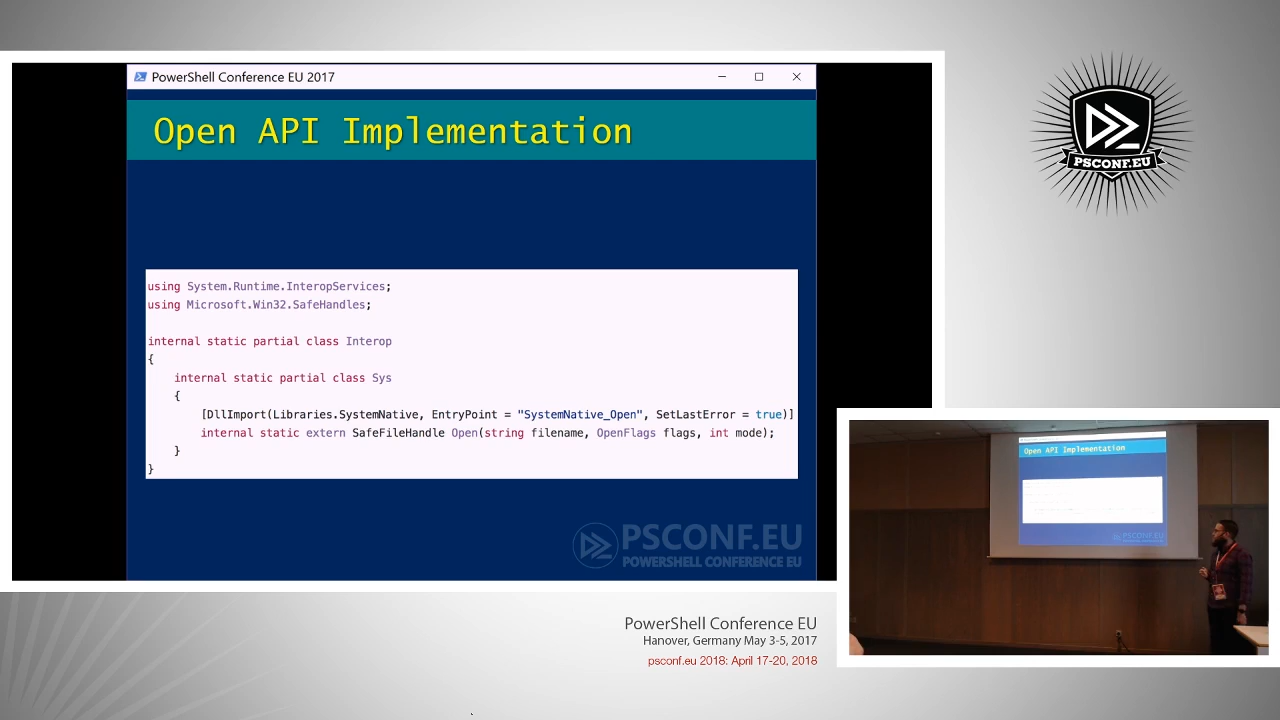 PowerShell Conference EU 2017
Open API Implementation
using System.Runtime.InteropServices;
using Microsoft.Win32.SafeHandles;
internal static partial class Interop
{
internal static partial class Sys
{
[DllImport(Libraries.SystemNative, EntryPoint = "SystemNative_Open", SetLastError = true)]
internal static extern SafeFileHandle Open(string filename, OpenFlags flags, int mode);
}
}
PSCONF.EU
POWERSHELL CONFERENCE EU
PSCONF.EU
Open API Implementation
PSCONF.EU
PowerShell Conference EU
Hanover, Germany May 3-5, 2017
psconf.eu 2018: April 17-20, 2018